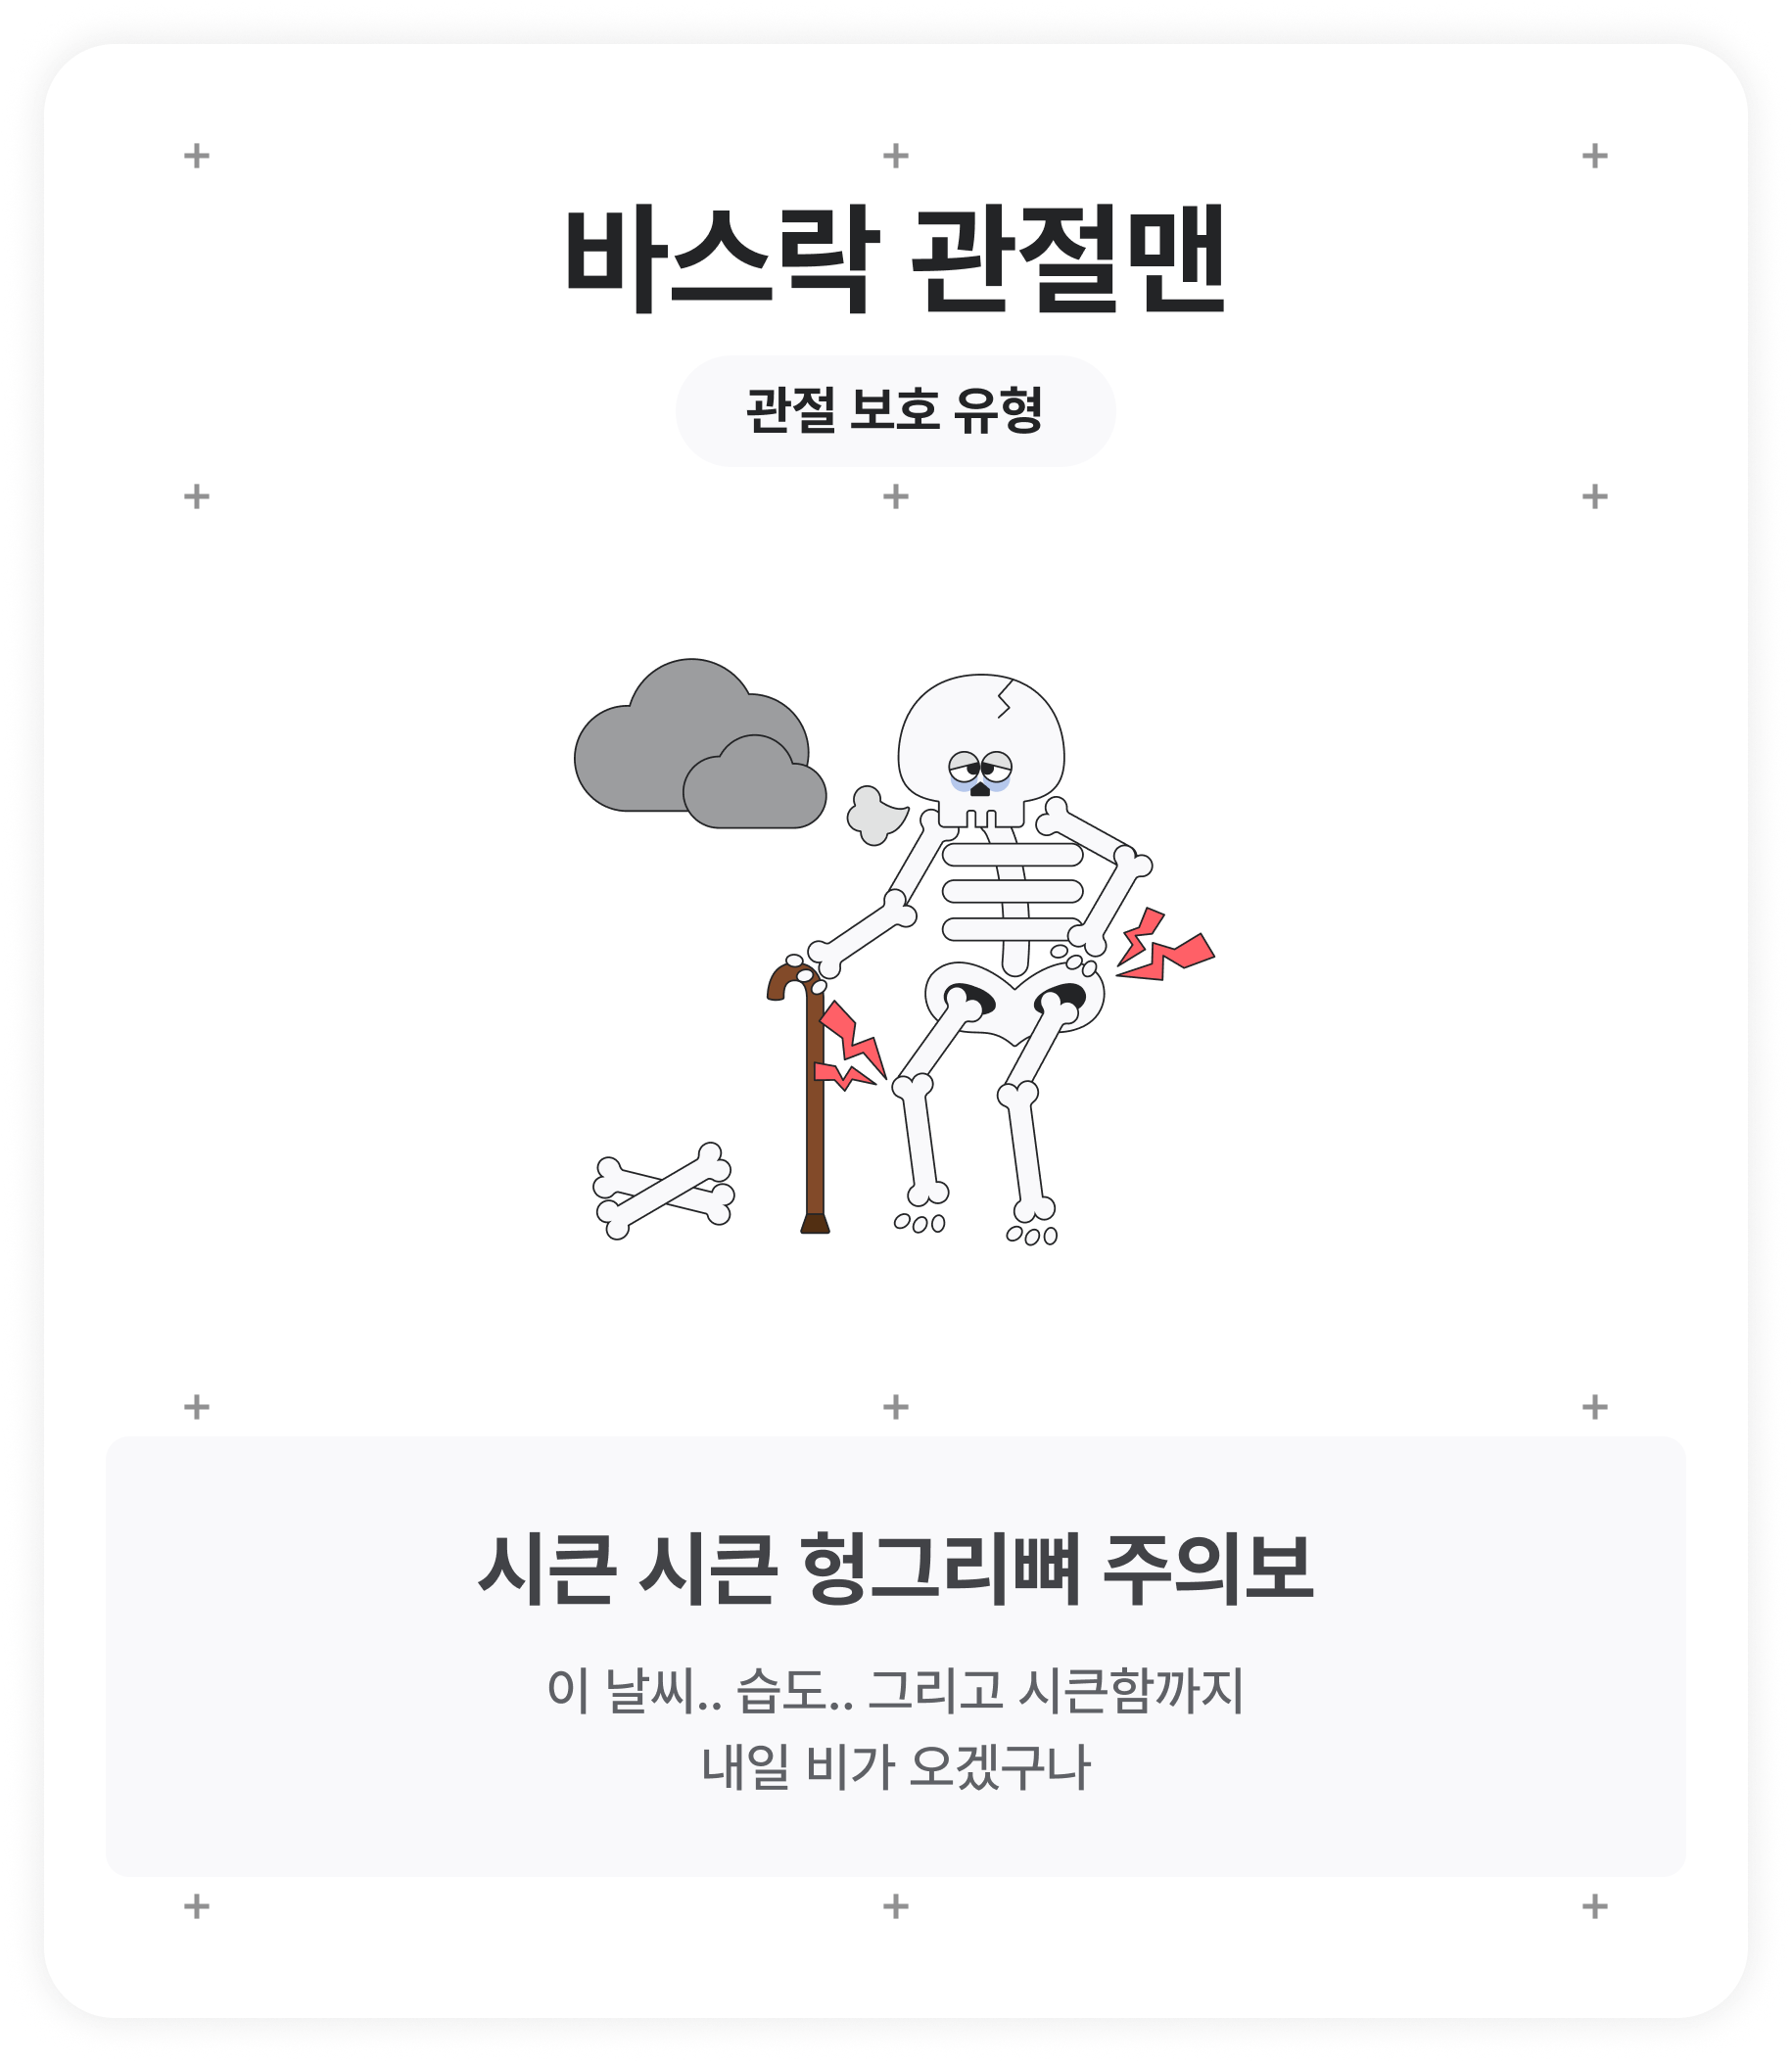 바스락 관절맨
관절 보호 유형
시큰 시큰 헝그리뼈 주의보
이 날씨.. 습도.. 그리고 시큰함까지
내일 비가 오겠구나